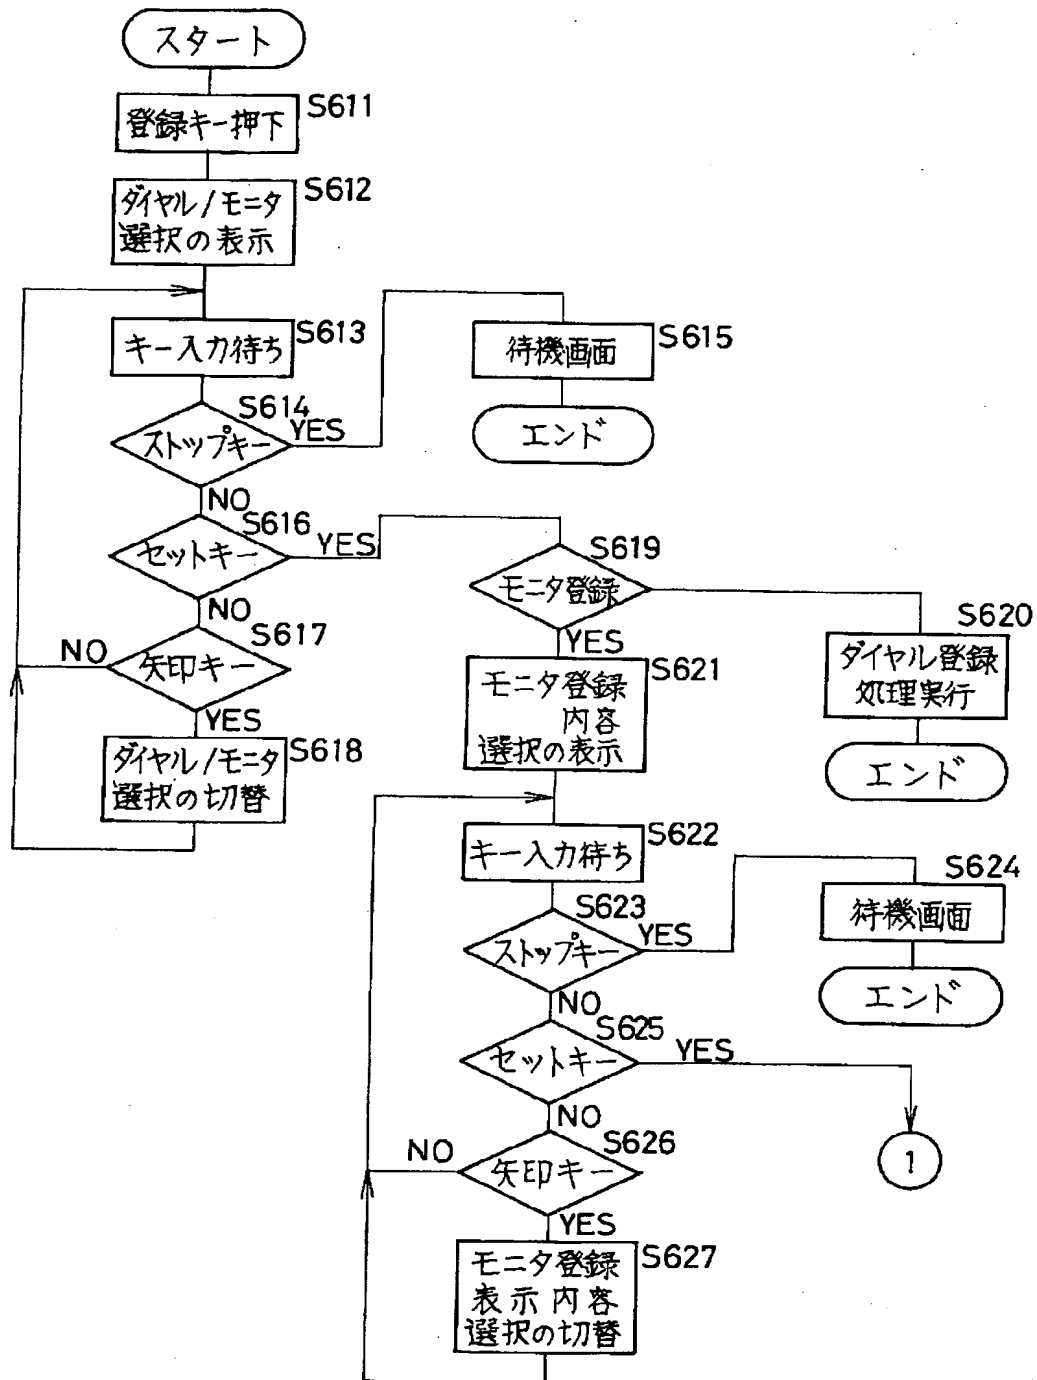 スタート
登録キー押下
S611
ダイヤル/モニタ
選択の表示
S612
キー入力待ち
S613
ストップキー
S614
YES
NO
待機画面
S615
エンド
セットキー
S616
YES
NO
矢印キー
S617
NO
YES
ダイヤル/モニタ
選択の切替
S618
モニタ登録
S619
YES
ダイヤル登録
処理実行
S620
エンド
モニタ登録
内容
選択の表示
S621
キー入力待ち
S622
ストップキー
S623
YES
NO
待機画面
S624
エンド
セットキー
S625
YES
NO
1
矢印キー
S626
NO
YES
モニタ登録
表示内容
選択の切替
S627